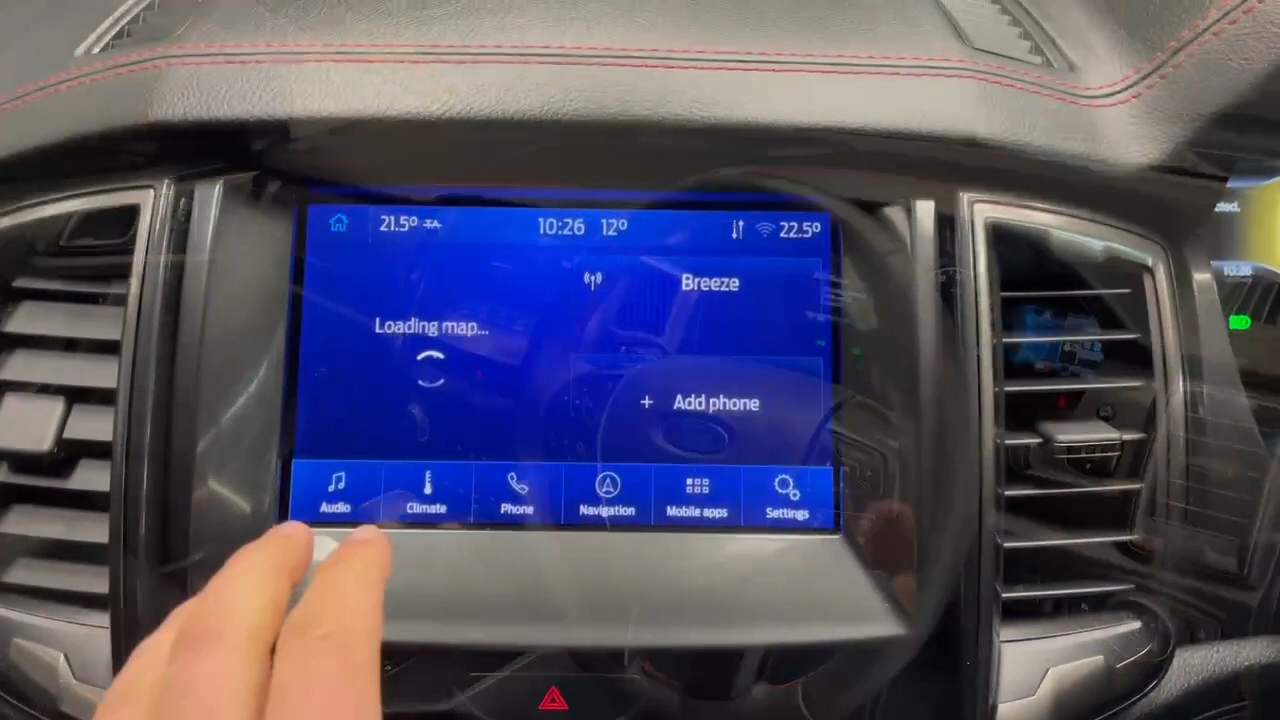 21.5° TA 10:26 12° 22.5°
Breeze
Loading map...
+ Add phone
Audio Climate Phone Navigation Mobile apps Settings